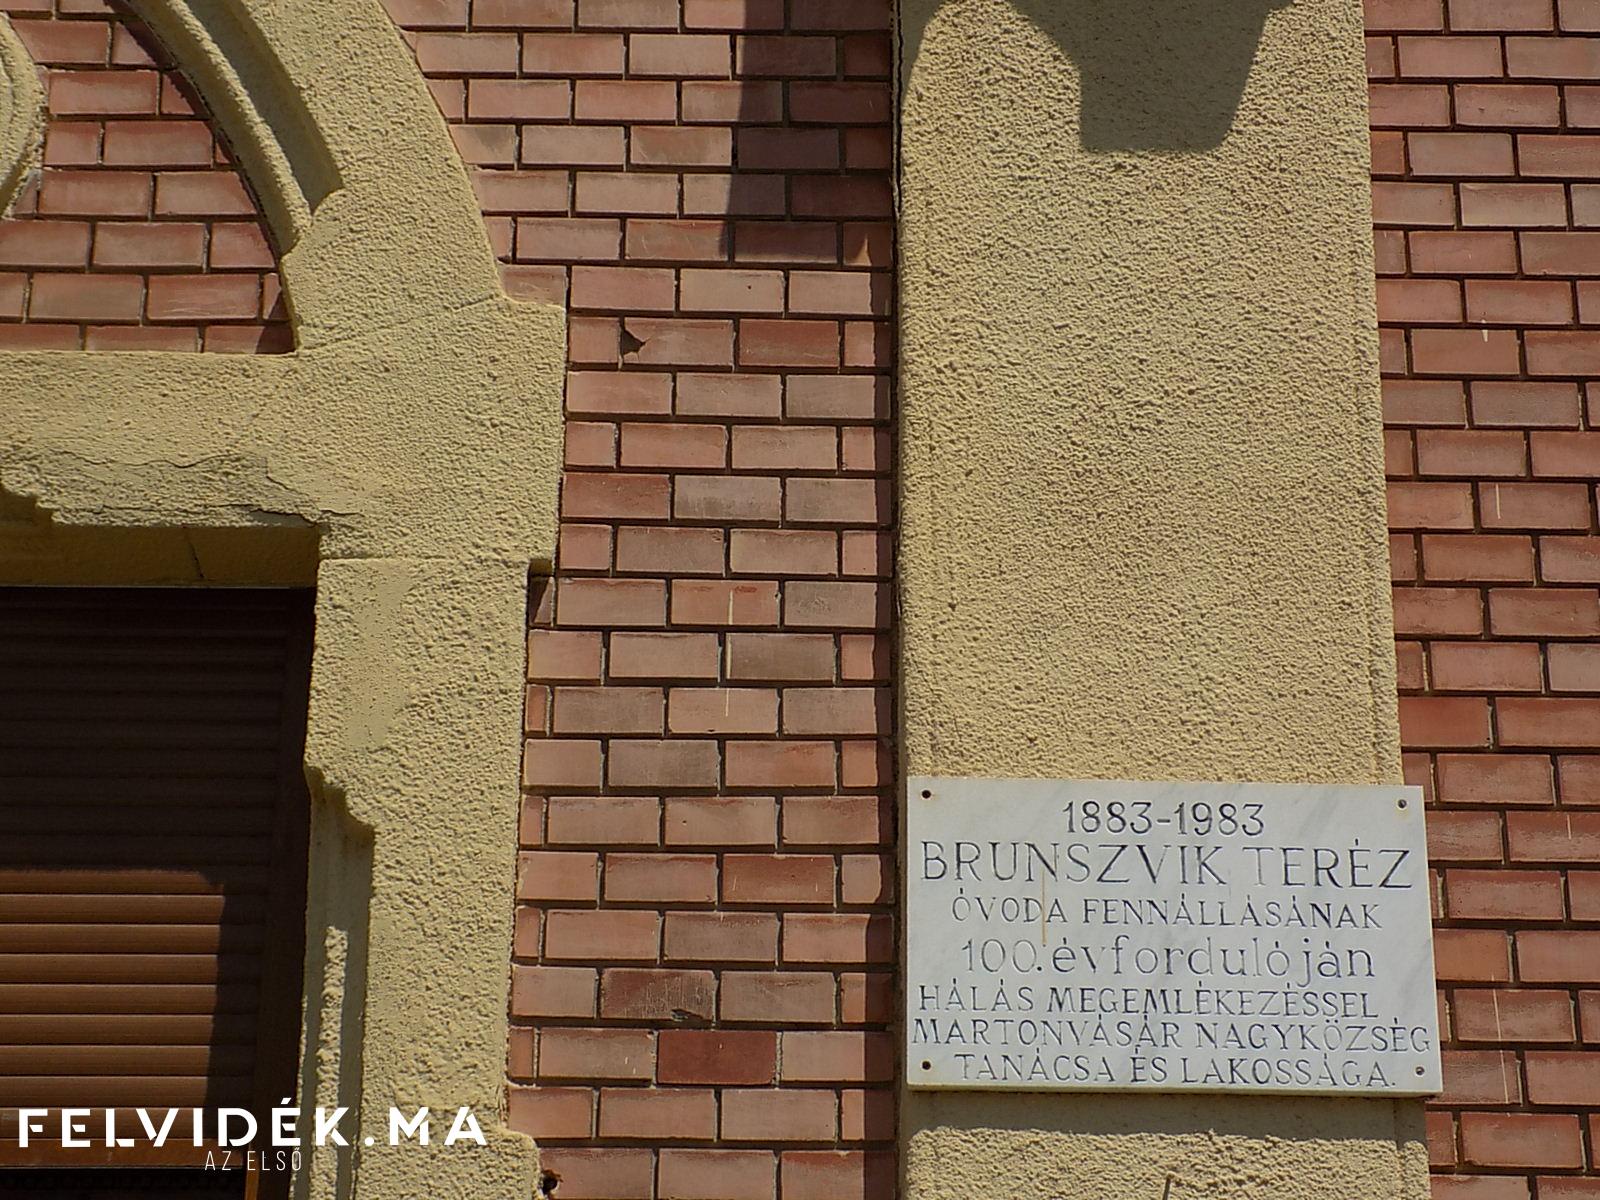 1883-1983
BRUNSZVIK TERÉZ
ÓVODA FENNÁLLÁSÁNAK
100. évfordulóján
HÁLÁS MEGEMLÉKEZÉSSEL
MARTONVÁSÁR NAGYKÖZSÉG
TANÁCSA ÉS LAKOSSÁGA.
FELVIDÉK.MA
AZ ELSŐ